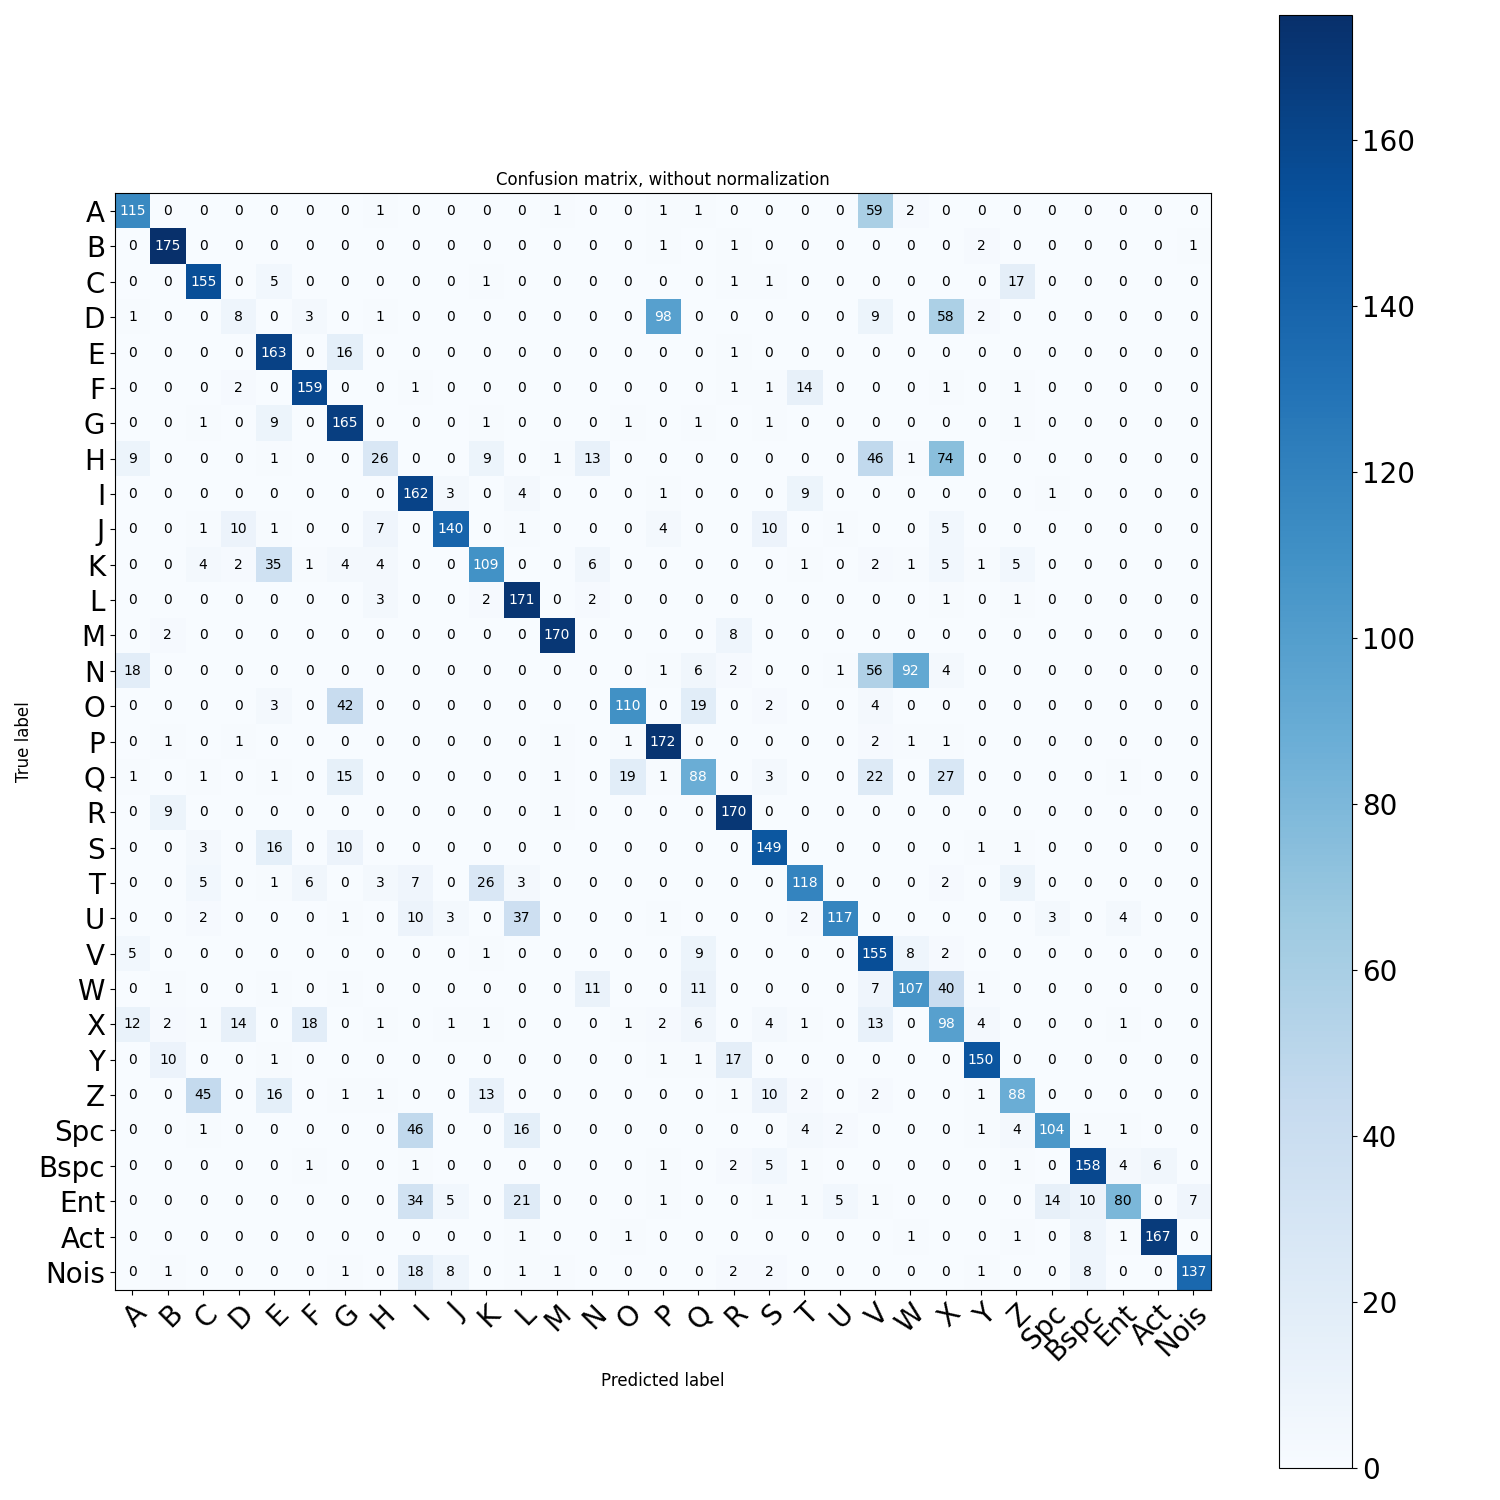 Confusion matrix, without normalization
A 115 0 0 0 0 0 0 1 0 0 0 0 1 0 0 1 1 0 0 0 0 59 2 0 0 0 0 0 0 0 0
B 0 175 0 0 0 0 0 0 0 0 0 0 0 0 0 1 0 1 0 0 0 0 0 0 2 0 0 0 0 0 1
C 0 0 155 0 5 0 0 0 0 0 1 0 0 0 0 0 0 1 1 0 0 0 0 0 0 17 0 0 0 0 0
D 1 0 0 8 0 3 0 1 0 0 0 0 0 0 0 98 0 0 0 0 0 9 0 58 2 0 0 0 0 0 0
E 0 0 0 0 163 0 16 0 0 0 0 0 0 0 0 0 0 1 0 0 0 0 0 0 0 0 0 0 0 0 0
F 0 0 0 2 0 159 0 0 1 0 0 0 0 0 0 0 0 1 1 14 0 0 0 1 0 1 0 0 0 0 0
G 0 0 1 0 9 0 165 0 0 0 1 0 0 0 1 0 1 0 1 0 0 0 0 0 0 1 0 0 0 0 0
H 9 0 0 0 1 0 0 26 0 0 9 0 1 13 0 0 0 0 0 0 0 46 1 74 0 0 0 0 0 0 0
I 0 0 0 0 0 0 0 0 162 3 0 4 0 0 0 1 0 0 0 9 0 0 0 0 0 0 1 0 0 0 0
J 0 0 1 10 1 0 0 7 0 140 0 1 0 0 0 4 0 0 10 0 1 0 0 5 0 0 0 0 0 0 0
K 0 0 4 2 35 1 4 4 0 0 109 0 0 6 0 0 0 0 0 1 0 2 1 5 1 5 0 0 0 0 0
L 0 0 0 0 0 0 0 3 0 0 2 171 0 2 0 0 0 0 0 0 0 0 0 1 0 1 0 0 0 0 0
M 0 2 0 0 0 0 0 0 0 0 0 0 170 0 0 0 0 8 0 0 0 0 0 0 0 0 0 0 0 0 0
N 18 0 0 0 0 0 0 0 0 0 0 0 0 0 0 1 6 2 0 0 1 56 92 4 0 0 0 0 0 0 0
O 0 0 0 0 3 0 42 0 0 0 0 0 0 0 110 0 19 0 2 0 0 4 0 0 0 0 0 0 0 0 0
P 0 1 0 1 0 0 0 0 0 0 0 0 1 0 1 172 0 0 0 0 0 2 1 1 0 0 0 0 0 0 0
Q 1 0 1 0 1 0 15 0 0 0 0 0 1 0 19 1 88 0 3 0 0 22 0 27 0 0 0 0 1 0 0
R 0 9 0 0 0 0 0 0 0 0 0 0 1 0 0 0 0 170 0 0 0 0 0 0 0 0 0 0 0 0 0
S 0 0 3 0 16 0 10 0 0 0 0 0 0 0 0 0 0 0 149 0 0 0 0 0 1 1 0 0 0 0 0
T 0 0 5 0 1 6 0 3 7 0 26 3 0 0 0 0 0 0 0 118 0 0 0 2 0 9 0 0 0 0 0
U 0 0 2 0 0 0 1 0 10 3 0 37 0 0 0 1 0 0 0 2 117 0 0 0 0 0 3 0 4 0 0
V 5 0 0 0 0 0 0 0 0 0 1 0 0 0 0 0 9 0 0 0 0 155 8 2 0 0 0 0 0 0 0
W 0 1 0 0 1 0 1 0 0 0 0 0 0 11 0 0 11 0 0 0 0 7 107 40 1 0 0 0 0 0 0
X 12 2 1 14 0 18 0 1 0 1 1 0 0 0 1 2 6 0 4 1 0 13 0 98 4 0 0 0 1 0 0
Y 0 10 0 0 1 0 0 0 0 0 0 0 0 0 0 1 1 17 0 0 0 0 0 0 150 0 0 0 0 0 0
Z 0 0 45 0 16 0 1 1 0 0 13 0 0 0 0 0 0 1 10 2 0 2 0 0 1 88 0 0 0 0 0
Spc 0 0 1 0 0 0 0 0 46 0 0 16 0 0 0 0 0 0 0 4 2 0 0 0 1 4 104 1 1 0 0
Bspc 0 0 0 0 0 1 0 0 1 0 0 0 0 0 0 1 0 2 5 1 0 0 0 0 0 1 0 158 4 6 0
Ent 0 0 0 0 0 0 0 0 34 5 0 21 0 0 0 1 0 0 1 1 5 1 0 0 0 0 14 10 80 0 7
Act 0 0 0 0 0 0 0 0 0 0 0 1 0 0 1 0 0 0 0 0 0 0 1 0 0 1 0 8 1 167 0
Nois 0 1 0 0 0 0 1 0 18 8 0 1 1 0 0 0 0 2 2 0 0 0 0 0 1 0 0 8 0 0 137
A B C D E F G H I J K L M N O P Q R S T U V W X Y Z Spc Bspc Ent Act Nois
Predicted label
True label
160
140
120
100
80
60
40
20
0